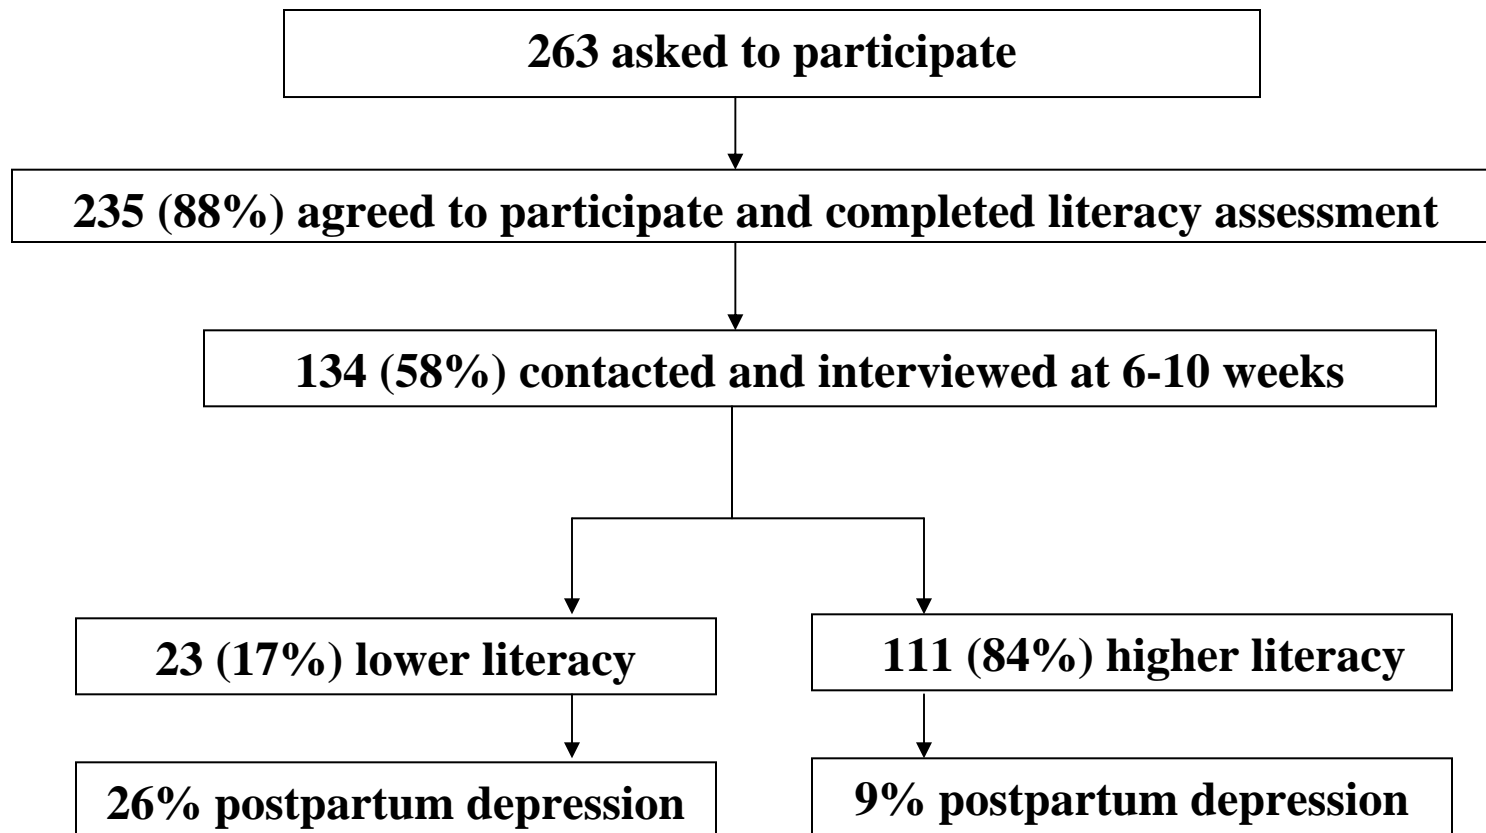 263 asked to participate
235 (88%) agreed to participate and completed literacy assessment
134 (58%) contacted and interviewed at 6-10 weeks
23 (17%) lower literacy
111 (84%) higher literacy
26% postpartum depression
9% postpartum depression